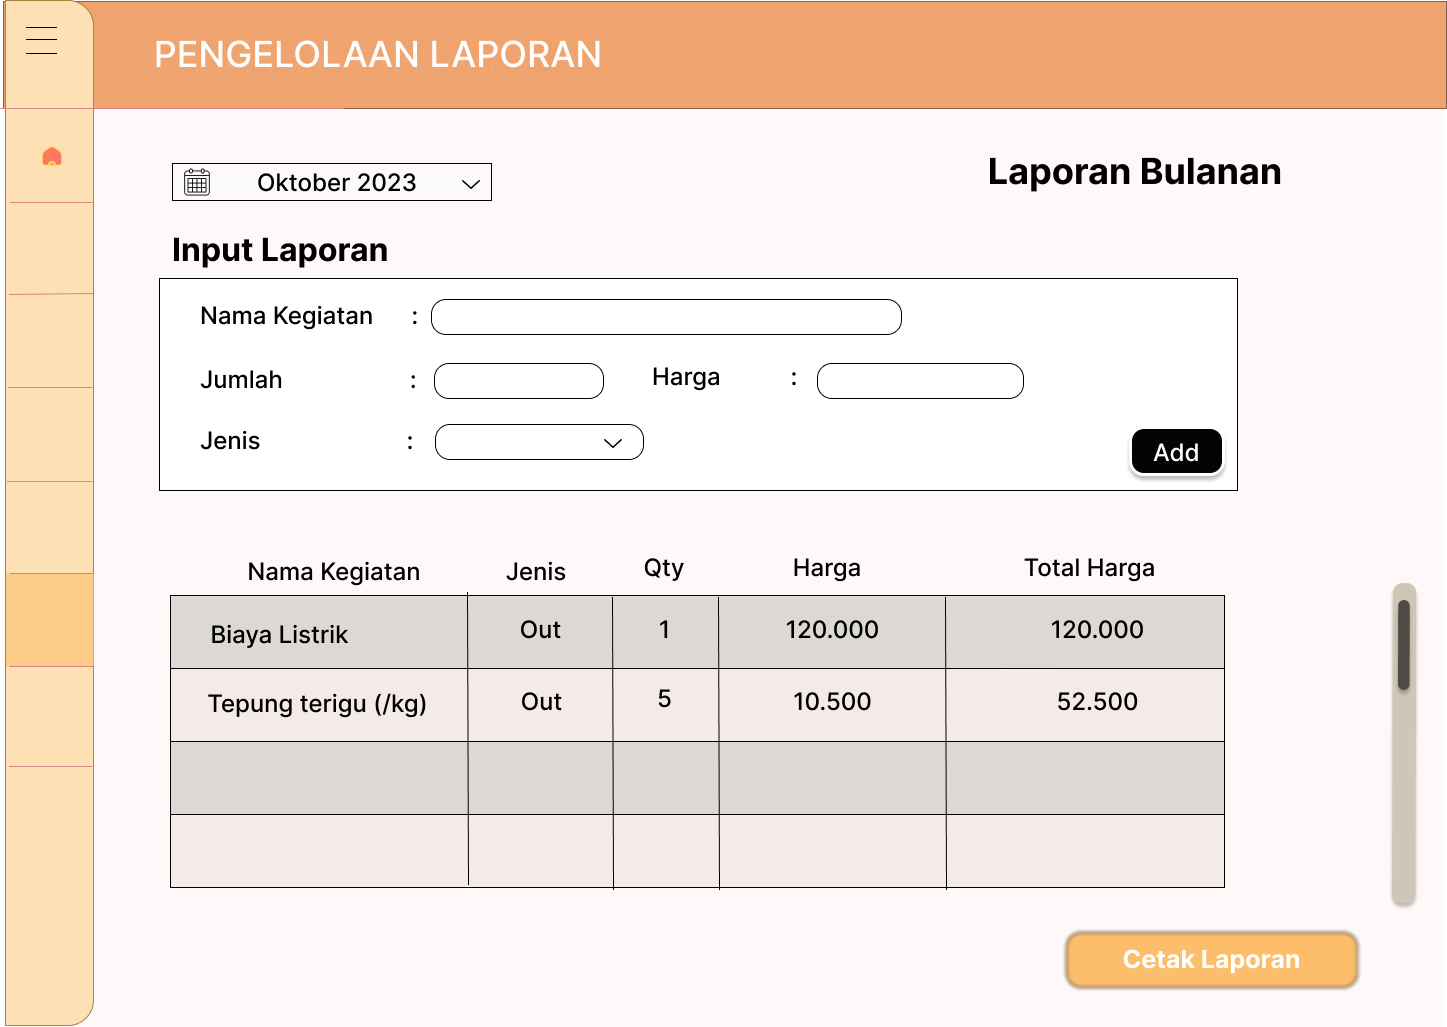 PENGELOLAAN LAPORAN
Oktober 2023
Laporan Bulanan
Input Laporan
Nama Kegiatan :
Jumlah : Harga :
Jenis :
Add
Nama Kegiatan Jenis Qty Harga Total Harga
Biaya Listrik Out 1 120.000 120.000
Tepung terigu (/kg) Out 5 10.500 52.500
Cetak Laporan